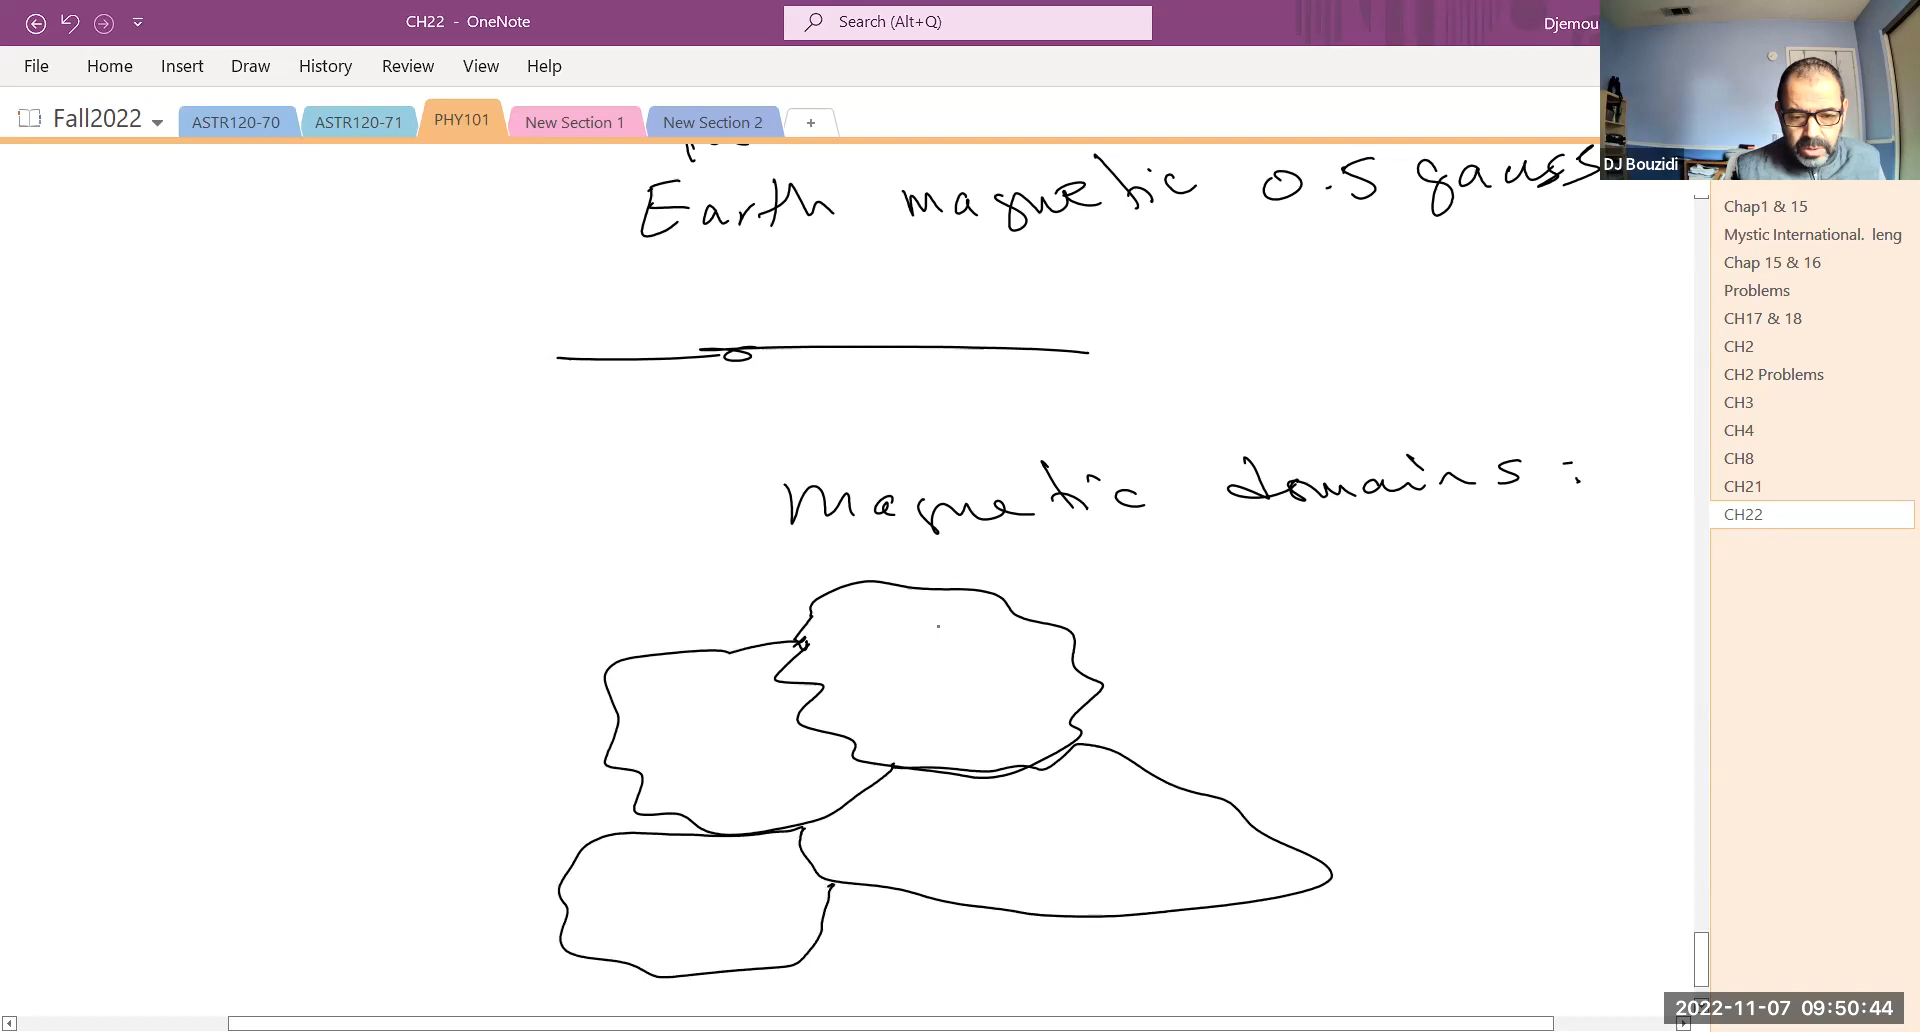 CH22 - OneNote
Search (Alt+Q)
Djemou
File Home Insert Draw History Review View Help
Fall2022 ASTR120-70 ASTR120-71 PHY101 New Section 1 New Section 2 +
DJ Bouzidi
Earth magnetic 0.5 gauss
magnetic domains :
Chap1 & 15
Mystic International. leng
Chap 15 & 16
Problems
CH17 & 18
CH2
CH2 Problems
CH3
CH4
CH8
CH21
CH22
2022-11-07 09:50:44